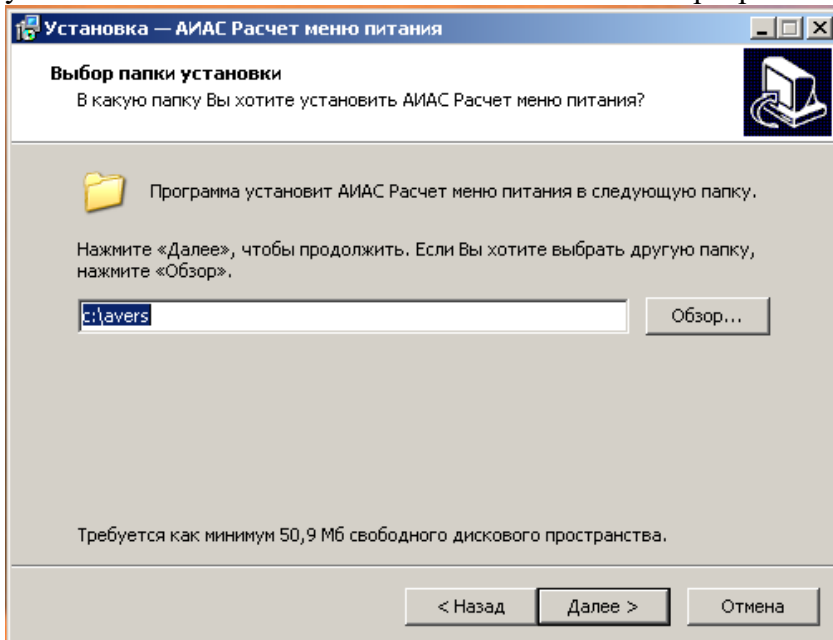 Установка — АИАС Расчет меню питания
Выбор папки установки
В какую папку Вы хотите установить АИАС Расчет меню питания?
Программа установит АИАС Расчет меню питания в следующую папку.
Нажмите «Далее», чтобы продолжить. Если Вы хотите выбрать другую папку,
нажмите «Обзор».
c:\avers
Обзор...
Требуется как минимум 50,9 Мб свободного дискового пространства.
< Назад
Далее >
Отмена